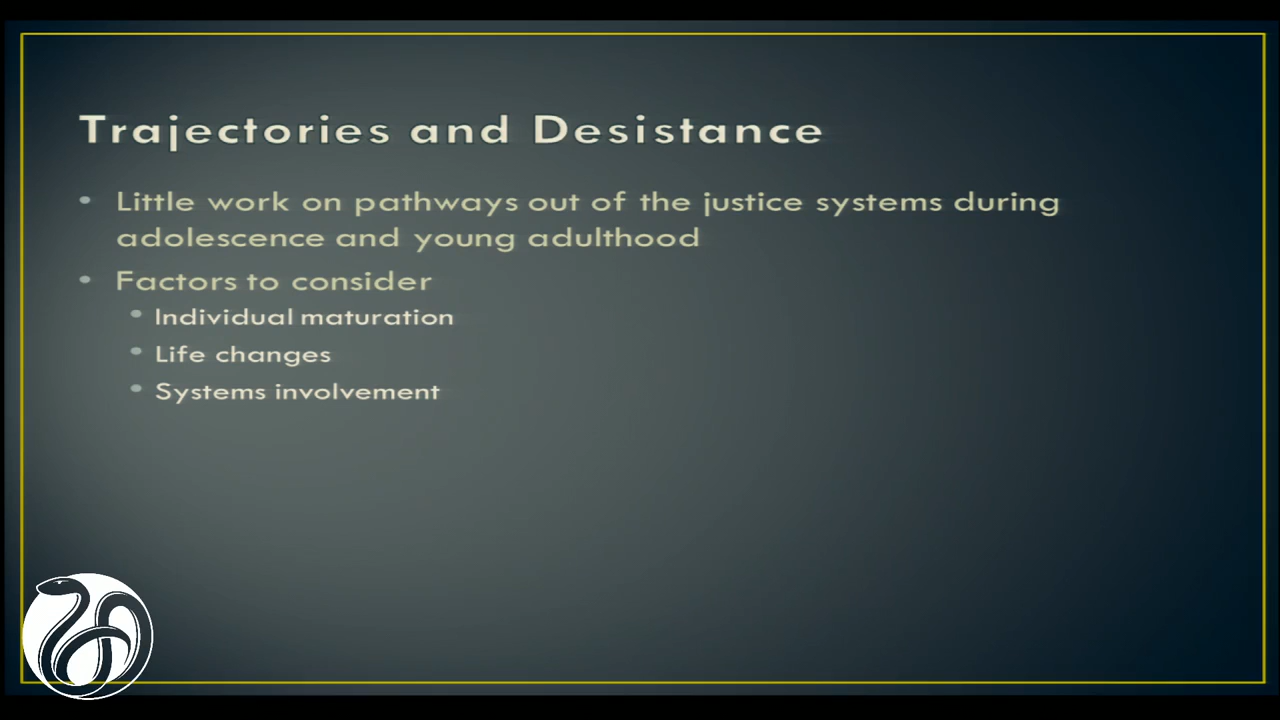 Trajectories and Desistance
• Little work on pathways out of the justice systems during
adolescence and young adulthood
• Factors to consider
• Individual maturation
• Life changes
• Systems involvement